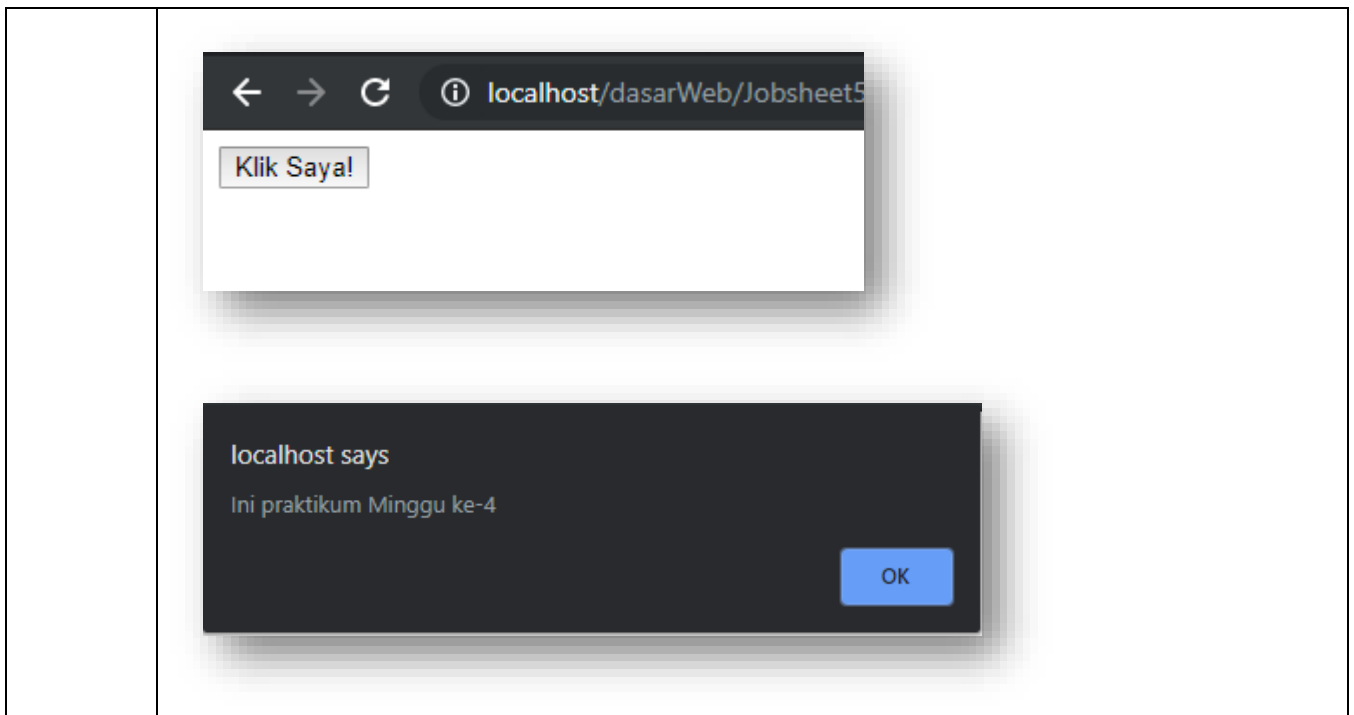 localhost/dasarWeb/Jobsheet5
Klik Saya!
localhost says
Ini praktikum Minggu ke-4
OK